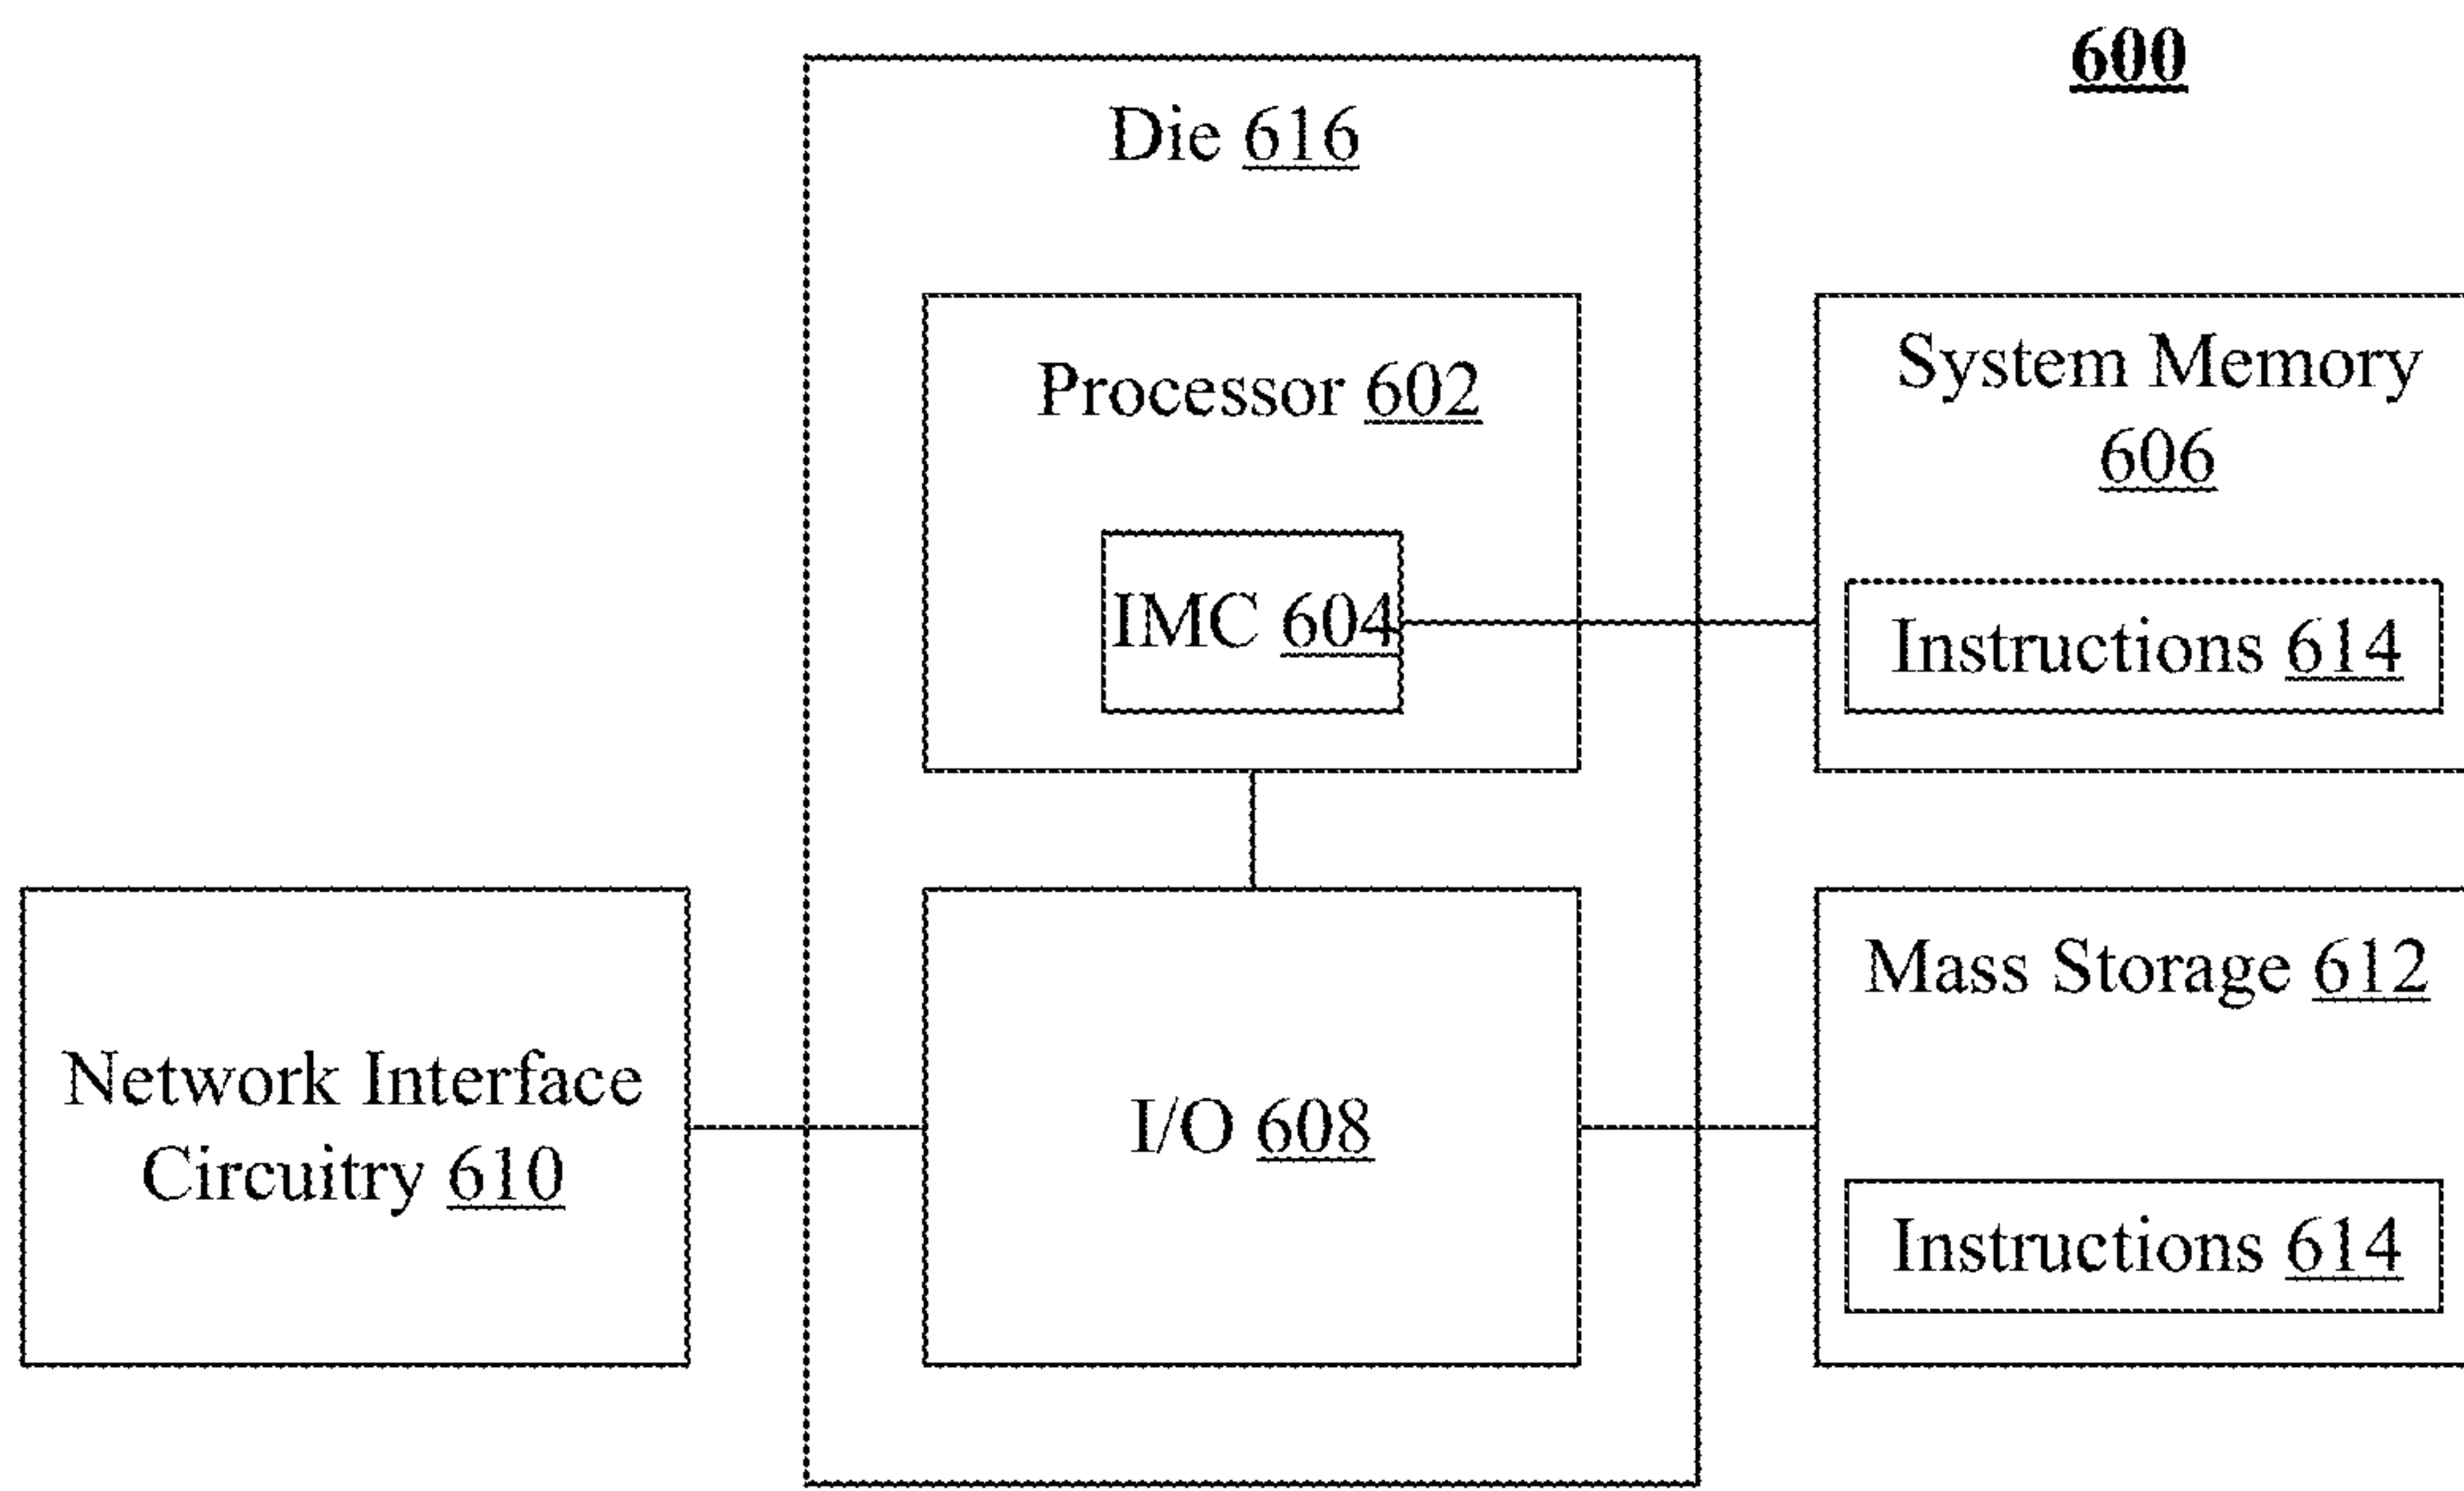 600
Die 616
Processor 602
IMC 604
System Memory
606
Instructions 614
Network Interface
Circuitry 610
I/O 608
Mass Storage 612
Instructions 614